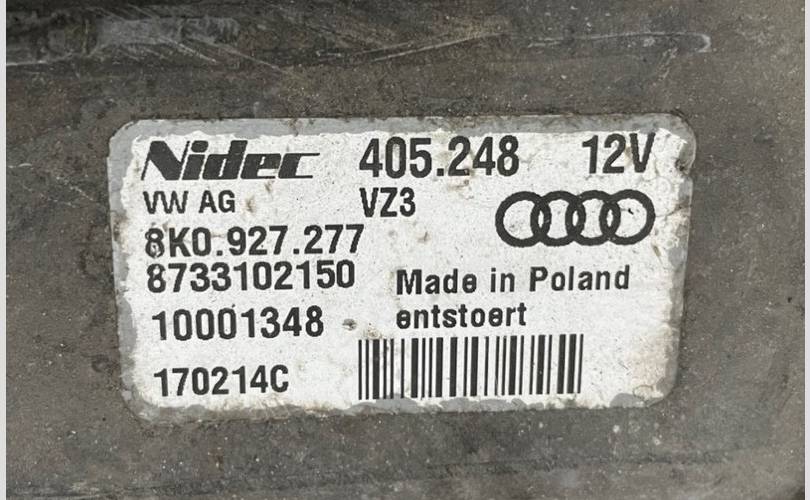 Nidec 405.248 12V
VW AG VZ3
8K0.927.277
8733102150 Made in Poland
10001348 entstoert
170214C